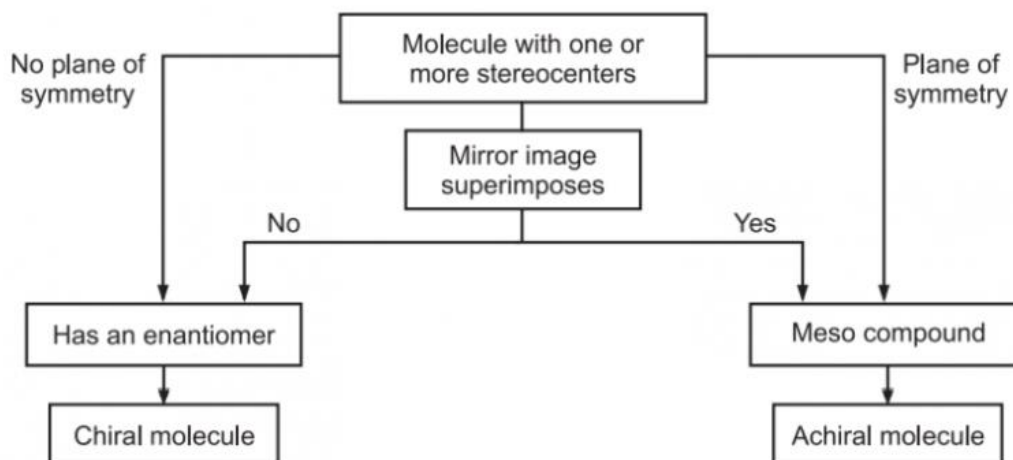 Molecule with one or
more stereocenters
No plane of
symmetry
Plane of
symmetry
Mirror image
superimposes
No
Yes
Has an enantiomer
Meso compound
Chiral molecule
Achiral molecule